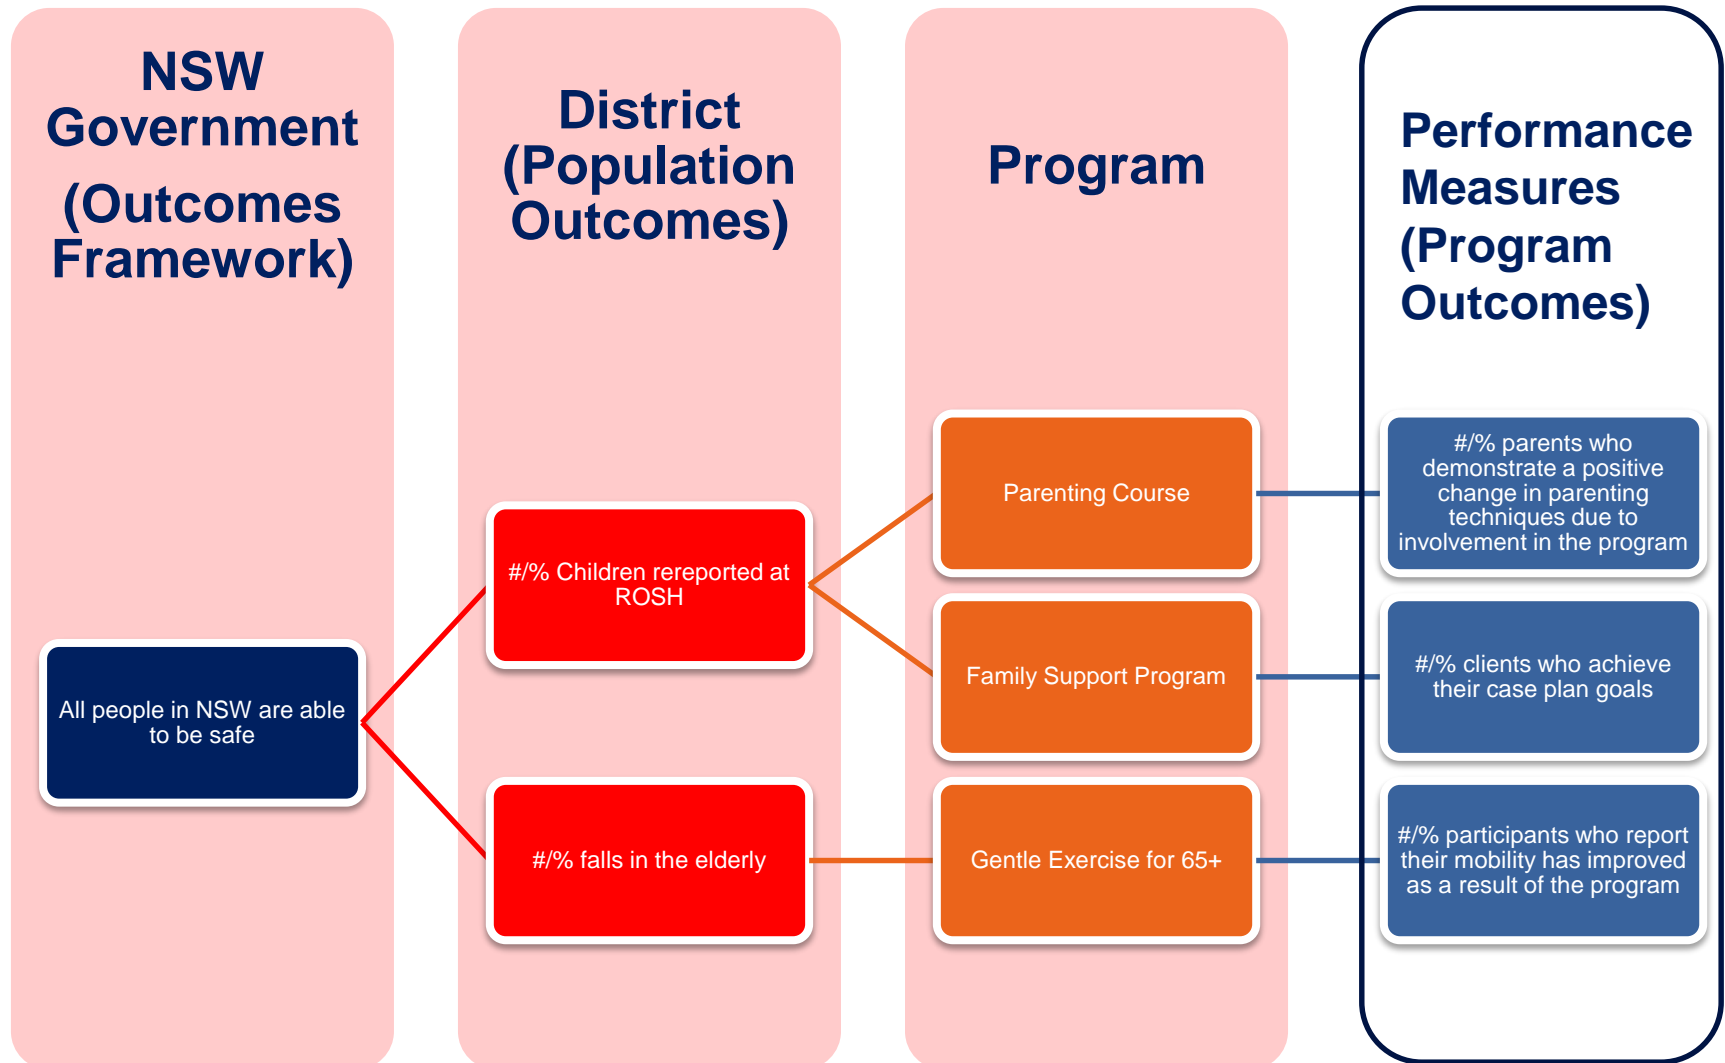 NSW
Government
(Outcomes
Framework)
District
(Population
Outcomes)
Program
Performance
Measures
(Program
Outcomes)
All people in NSW are able
to be safe
#/% Children rereported at
ROSH
#/% falls in the elderly
Parenting Course
Family Support Program
Gentle Exercise for 65+
#/% parents who
demonstrate a positive
change in parenting
techniques due to
involvement in the program
#/% clients who achieve
their case plan goals
#/% participants who report
their mobility has improved
as a result of the program